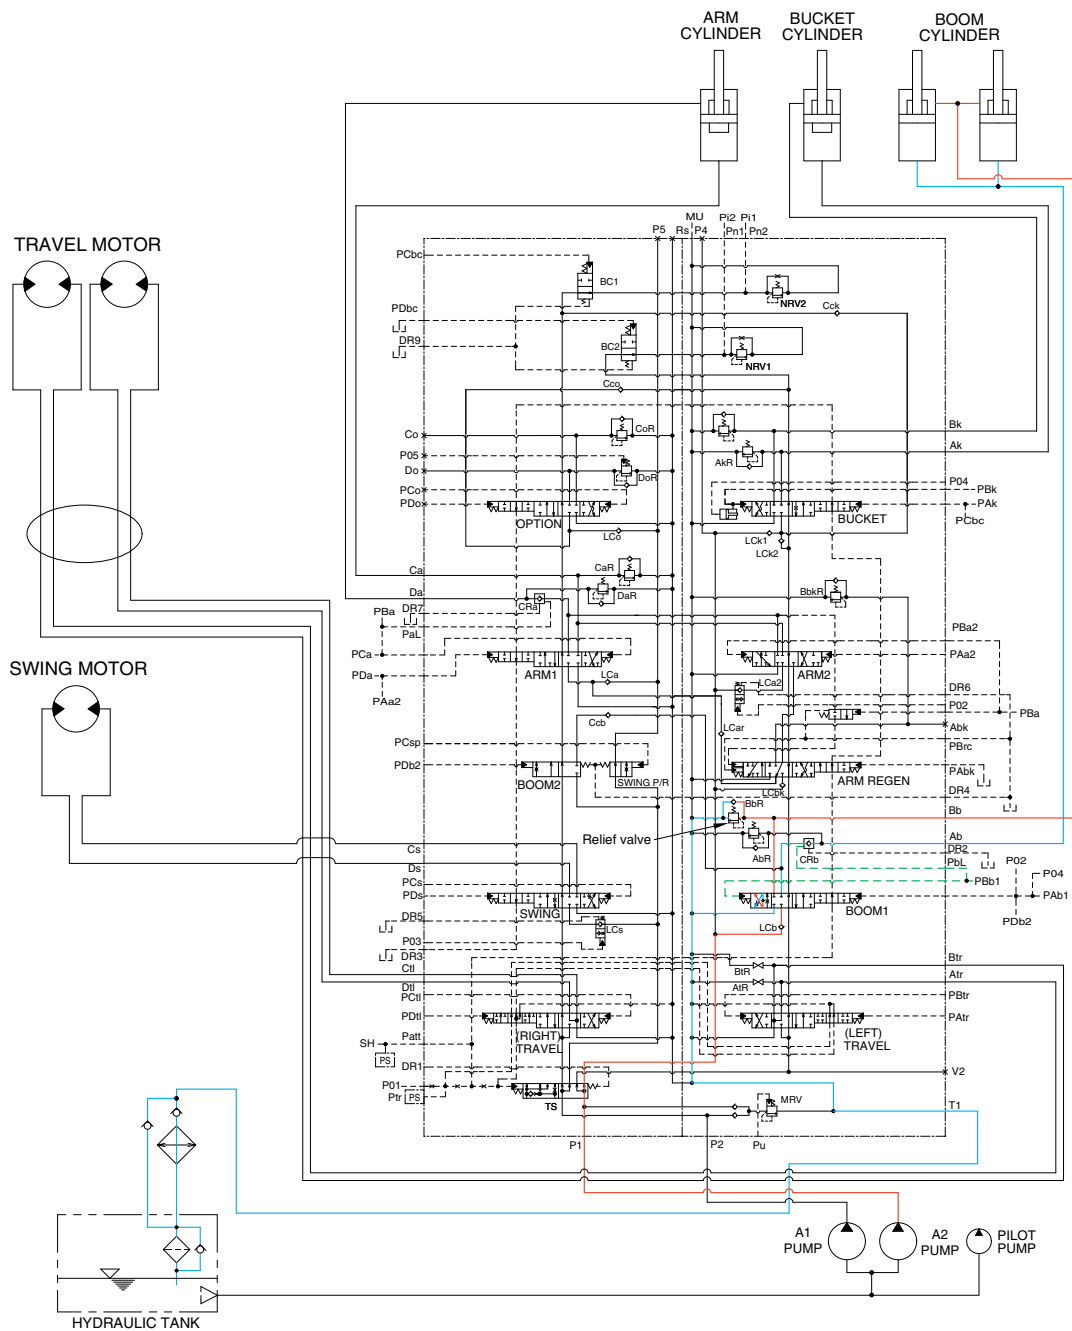 ARM
CYLINDER
BUCKET
CYLINDER
BOOM
CYLINDER
TRAVEL MOTOR
MU
Pi2 Pi1
P5 Rs P4 Pn1 Pn2
PCbc
BC1
NRV2
Cck
PDbc
DR9
BC2
NRV1
Cco
Co
CoR
Bk
Ak
P05
Do
DoR
AkR
PCo
PDo
OPTION
P04
PBk
PAk
PCbc
BUCKET
LCo
LCk1
LCk2
Ca
CaR
Da
DaR
CRa
BbkR
PBa
DR7
PaL
PCa
PDa
PAa2
ARM1
LCa
PBa2
PAa2
ARM2
LCa2
DR6
P02
PBa
SWING MOTOR
Ccb
LCar
Abk
PCsp
PDb2
BOOM2
SWING P/R
PBrc
PAbk
ARM REGEN
LCbk
DR4
BbR
Bb
Relief valve
AbR
CRb
Ab
DR2
PbL
P02
PBb1
P04
PAb1
PDb2
Cs
Ds
PCs
PDs
SWING
BOOM1
DR5
LCs
LCb
P03
DR3
Ctl
Dtl
PCtl
PDtl
BtR
AtR
Btr
Atr
PBtr
PAtr
Patt
SH
PS
(RIGHT)
TRAVEL
(LEFT)
TRAVEL
DR1
P01
Ptr
PS
TS
V2
MRV
T1
P1
P2
Pu
A1
PUMP
A2
PUMP
PILOT
PUMP
HYDRAULIC TANK